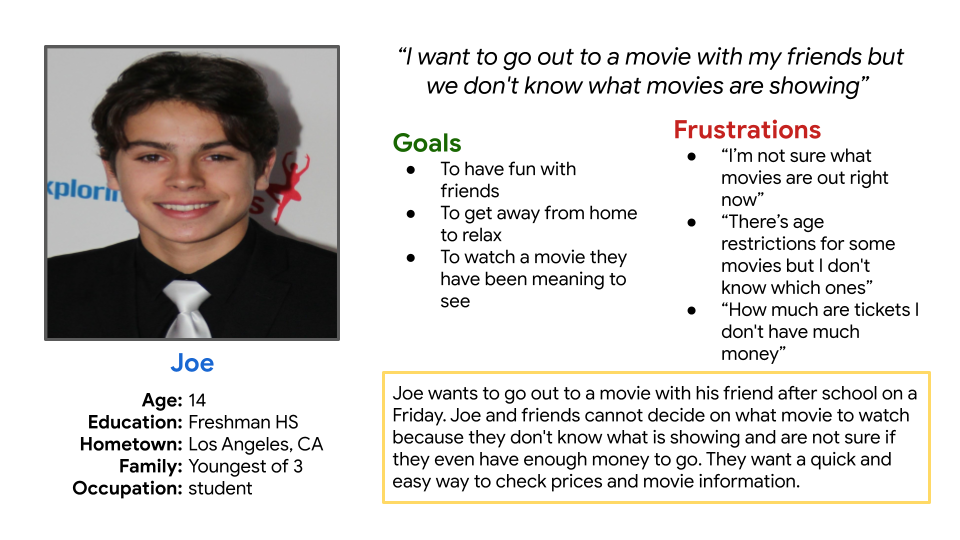 “I want to go out to a movie with my friends but
we don't know what movies are showing”
Goals
● To have fun with
friends
● To get away from home
to relax
● To watch a movie they
have been meaning to
see
Frustrations
● “I’m not sure what
movies are out right
now”
● “There’s age
restrictions for some
movies but I don't
know which ones”
● “How much are tickets I
don't have much
money”
xplorin
s
Joe
Age: 14
Education: Freshman HS
Hometown: Los Angeles, CA
Family: Youngest of 3
Occupation: student
Joe wants to go out to a movie with his friend after school on a
Friday. Joe and friends cannot decide on what movie to watch
because they don't know what is showing and are not sure if
they even have enough money to go. They want a quick and
easy way to check prices and movie information.